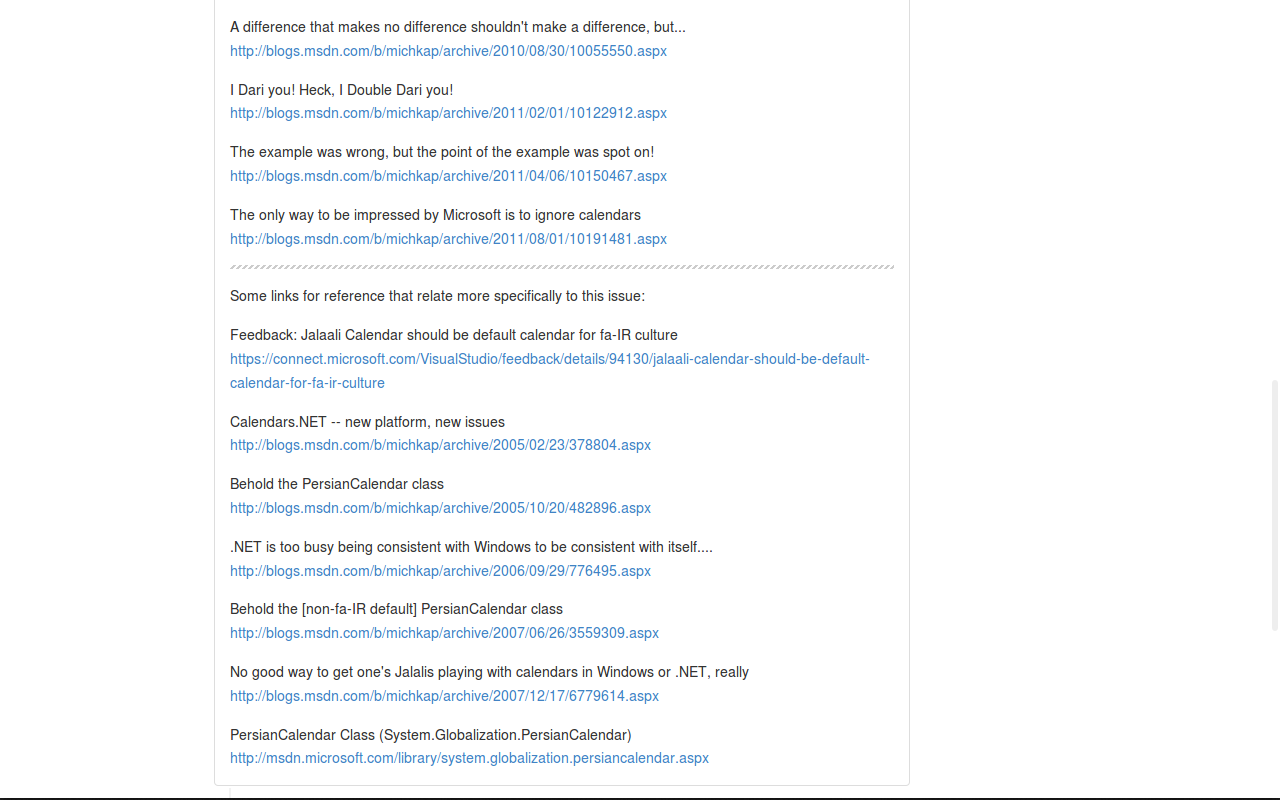 A difference that makes no difference shouldn't make a difference, but...
http://blogs.msdn.com/b/michkap/archive/2010/08/30/10055550.aspx
I Dari you! Heck, I Double Dari you!
http://blogs.msdn.com/b/michkap/archive/2011/02/01/10122912.aspx
The example was wrong, but the point of the example was spot on!
http://blogs.msdn.com/b/michkap/archive/2011/04/06/10150467.aspx
The only way to be impressed by Microsoft is to ignore calendars
http://blogs.msdn.com/b/michkap/archive/2011/08/01/10191481.aspx
Some links for reference that relate more specifically to this issue:
Feedback: Jalaali Calendar should be default calendar for fa-IR culture
https://connect.microsoft.com/VisualStudio/feedback/details/94130/jalaali-calendar-should-be-default-
calendar-for-fa-ir-culture
Calendars.NET -- new platform, new issues
http://blogs.msdn.com/b/michkap/archive/2005/02/23/378804.aspx
Behold the PersianCalendar class
http://blogs.msdn.com/b/michkap/archive/2005/10/20/482896.aspx
.NET is too busy being consistent with Windows to be consistent with itself....
http://blogs.msdn.com/b/michkap/archive/2006/09/29/776495.aspx
Behold the [non-fa-IR default] PersianCalendar class
http://blogs.msdn.com/b/michkap/archive/2007/06/26/3559309.aspx
No good way to get one's Jalalis playing with calendars in Windows or .NET, really
http://blogs.msdn.com/b/michkap/archive/2007/12/17/6779614.aspx
PersianCalendar Class (System.Globalization.PersianCalendar)
http://msdn.microsoft.com/library/system.globalization.persiancalendar.aspx